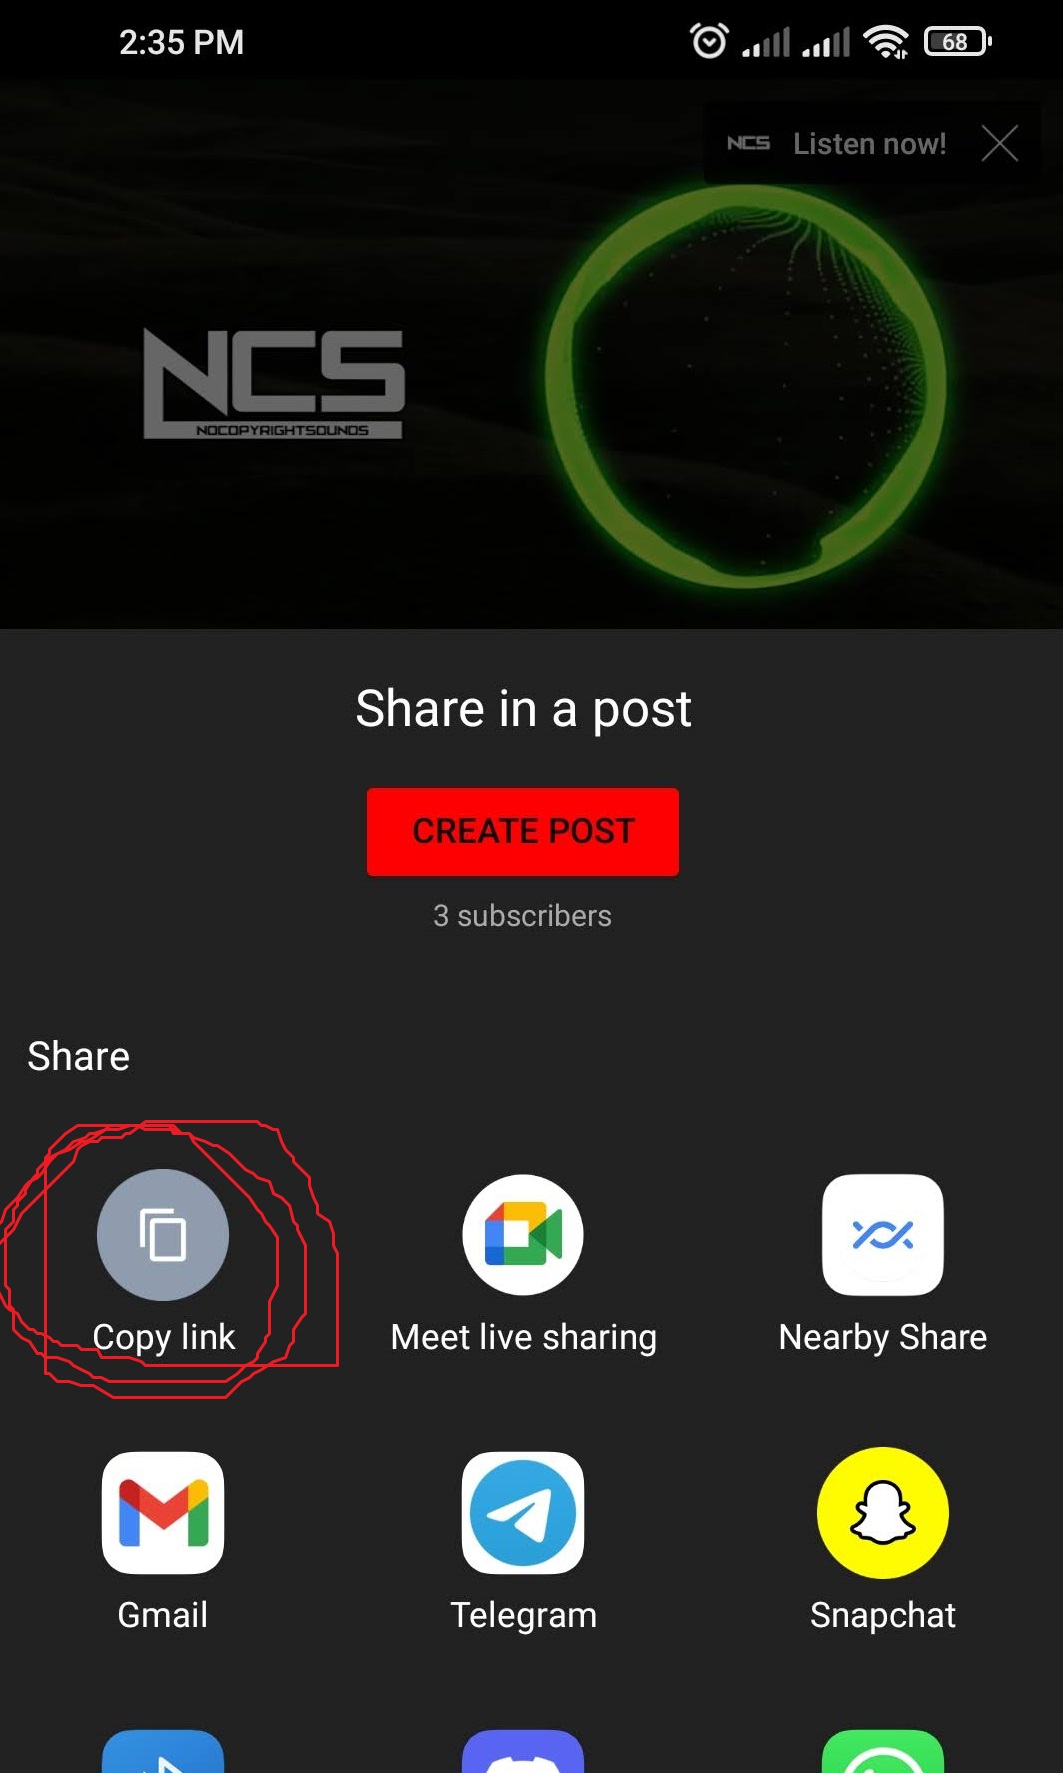 2:35 PM
68
NCS Listen now!
NCS
NOCOPYRIGHTSOUNDS
Share in a post
CREATE POST
3 subscribers
Share
Copy link
Meet live sharing
Nearby Share
Gmail
Telegram
Snapchat